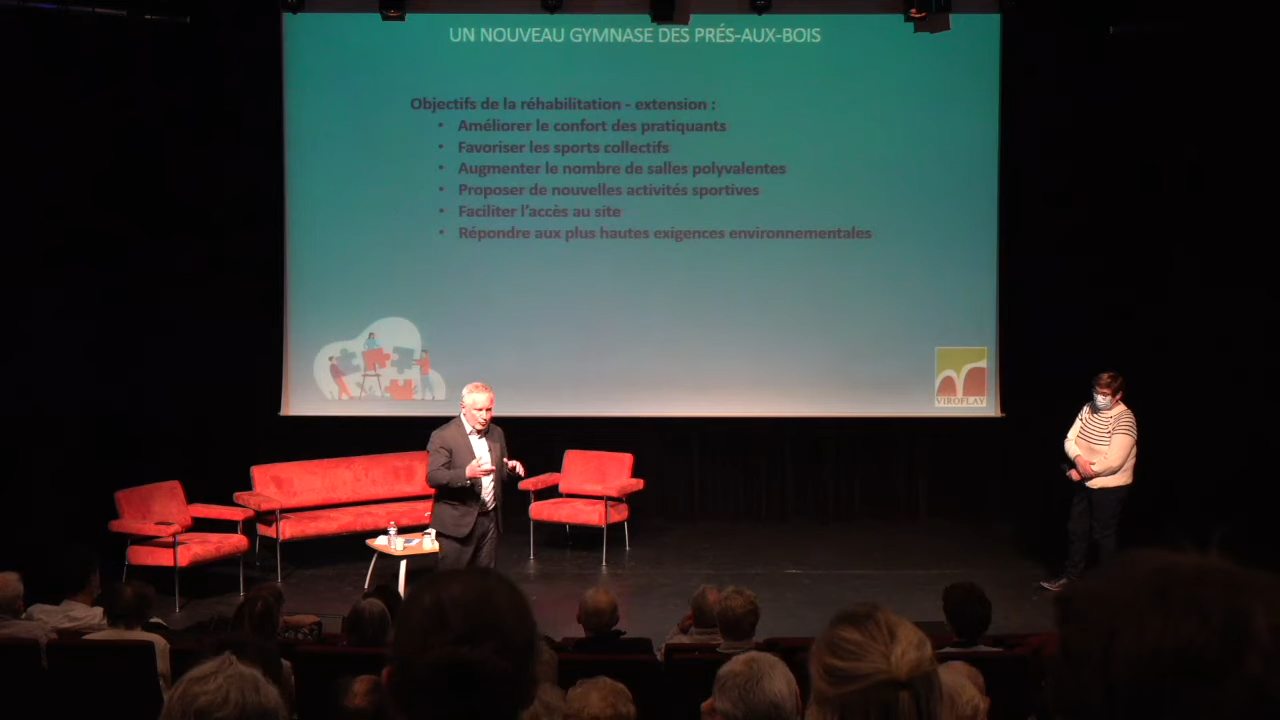 UN NOUVEAU GYMNASE DES PRÉS-AUX-BOIS
Objectifs de la réhabilitation - extension :
• Améliorer le confort des pratiquants
• Favoriser les sports collectifs
• Augmenter le nombre de salles polyvalentes
• Proposer de nouvelles activités sportives
• Faciliter l'accès au site
• Répondre aux plus hautes exigences environnementales
VIROFLAY